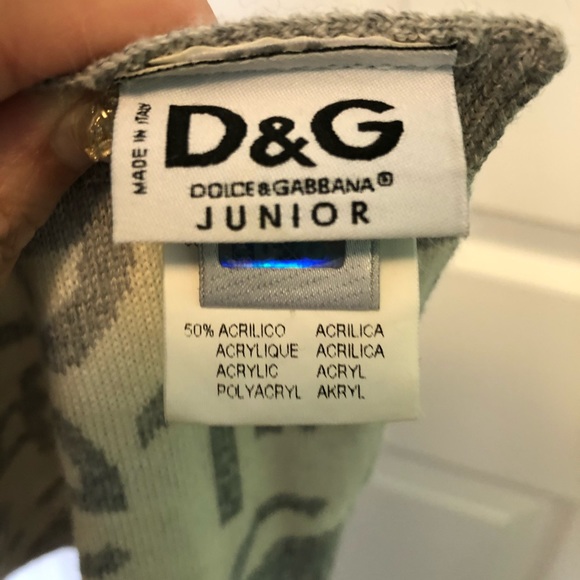 MADE IN ITALY
D&G
DOLCE&GABBANA®
JUNIOR
50% ACRILICO ACRILICA
ACRYLIQUE ACRILICA
ACRYLIC ACRYL
POLYACRYL AKRYL